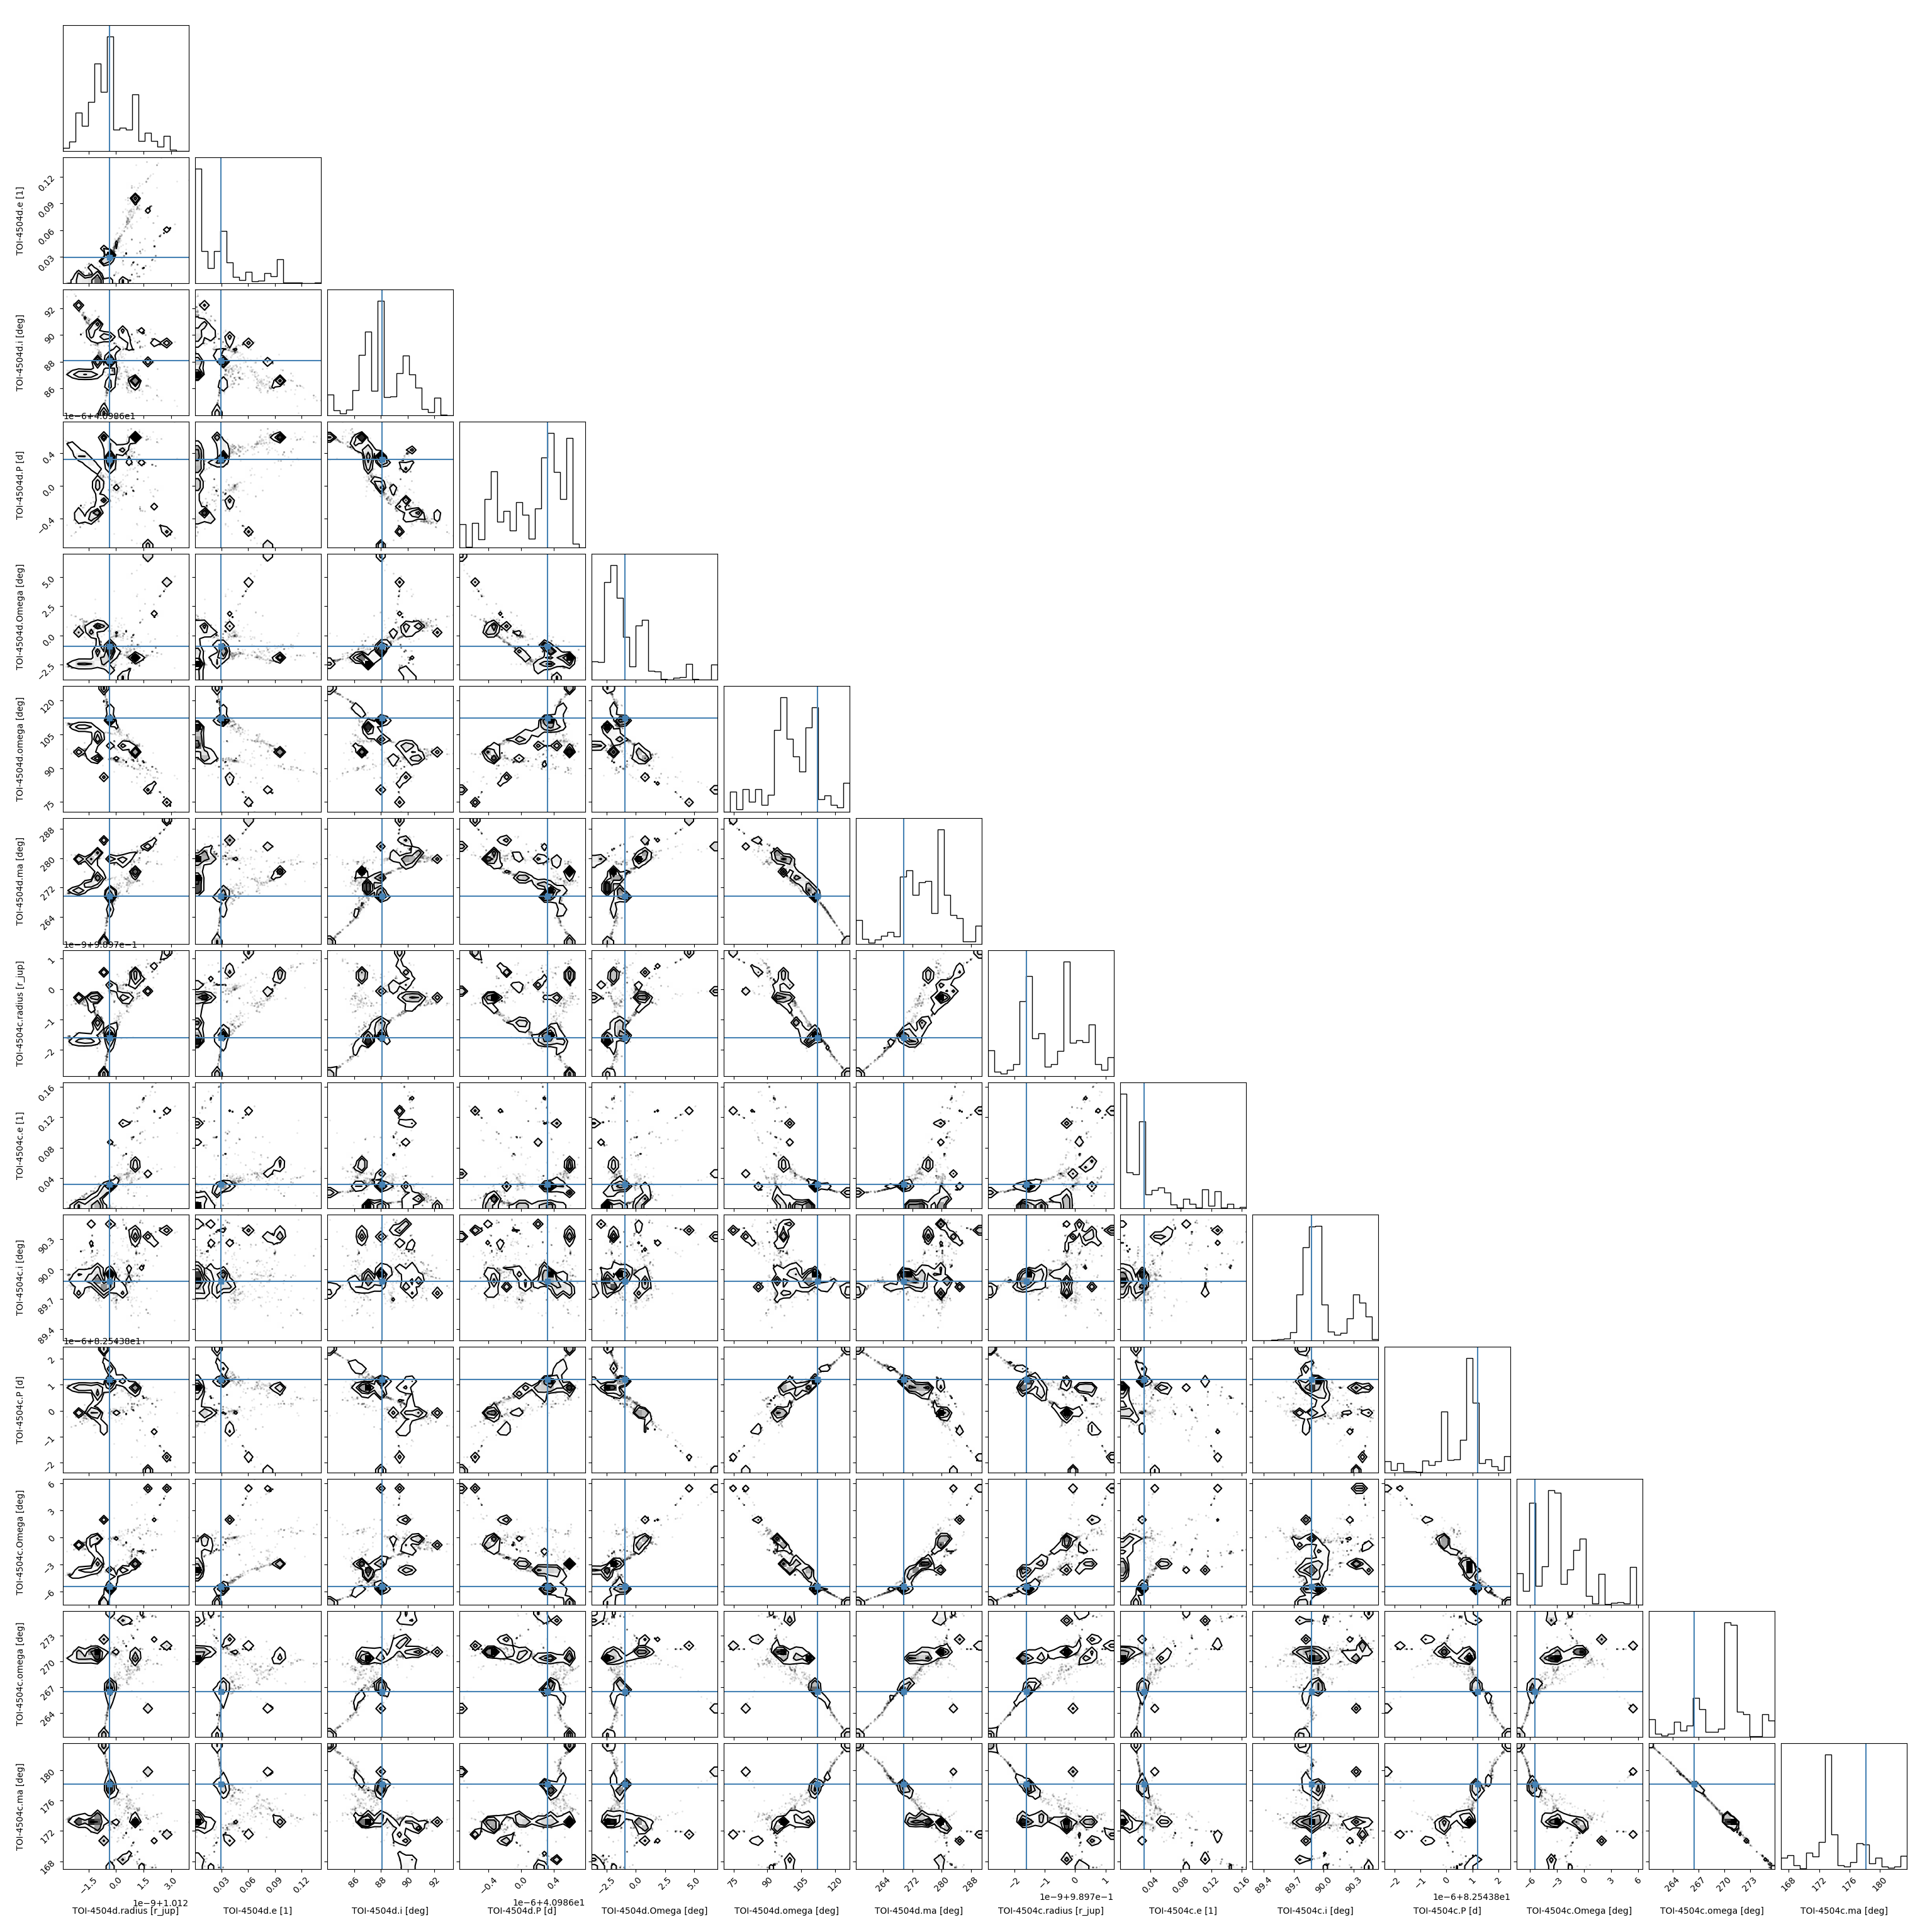 0.12
0.09
0.06
0.03
TOI-4504d.e [1]
92
90
88
86
TOI-4504d.i [deg]
1e−6+4.0986e1
0.4
0.0
−0.4
TOI-4504d.P [d]
5.0
2.5
0.0
−2.5
TOI-4504d.Omega [deg]
120
105
90
75
TOI-4504d.omega [deg]
288
280
272
264
TOI-4504d.ma [deg]
1e−9+9.897e−1
1
0
−1
−2
TOI-4504c.radius [r_jup]
0.16
0.12
0.08
0.04
TOI-4504c.e [1]
90.3
90.0
89.7
89.4
TOI-4504c.i [deg]
1e−6+8.25438e1
2
1
0
−1
−2
TOI-4504c.P [d]
6
3
0
−3
−6
TOI-4504c.Omega [deg]
273
270
267
264
TOI-4504c.omega [deg]
180
176
172
168
TOI-4504c.ma [deg]
−1.5 0.0 1.5 3.0 0.03 0.06 0.09 0.12 86 88 90 92 −0.4 0.0 0.4 −2.5 0.0 2.5 5.0 75 90 105 120 264 272 280 288 −2 −1 0 1 0.04 0.08 0.12 0.16 89.4 89.7 90.0 90.3 −2 −1 0 1 2 −6 −3 0 3 6 264 267 270 273 168 172 176 180
1e−9+1.012 1e−6+4.0986e1 1e−9+9.897e−1 1e−6+8.25438e1
TOI-4504d.radius [r_jup] TOI-4504d.e [1] TOI-4504d.i [deg] TOI-4504d.P [d] TOI-4504d.Omega [deg] TOI-4504d.omega [deg] TOI-4504d.ma [deg] TOI-4504c.radius [r_jup] TOI-4504c.e [1] TOI-4504c.i [deg] TOI-4504c.P [d] TOI-4504c.Omega [deg] TOI-4504c.omega [deg] TOI-4504c.ma [deg]